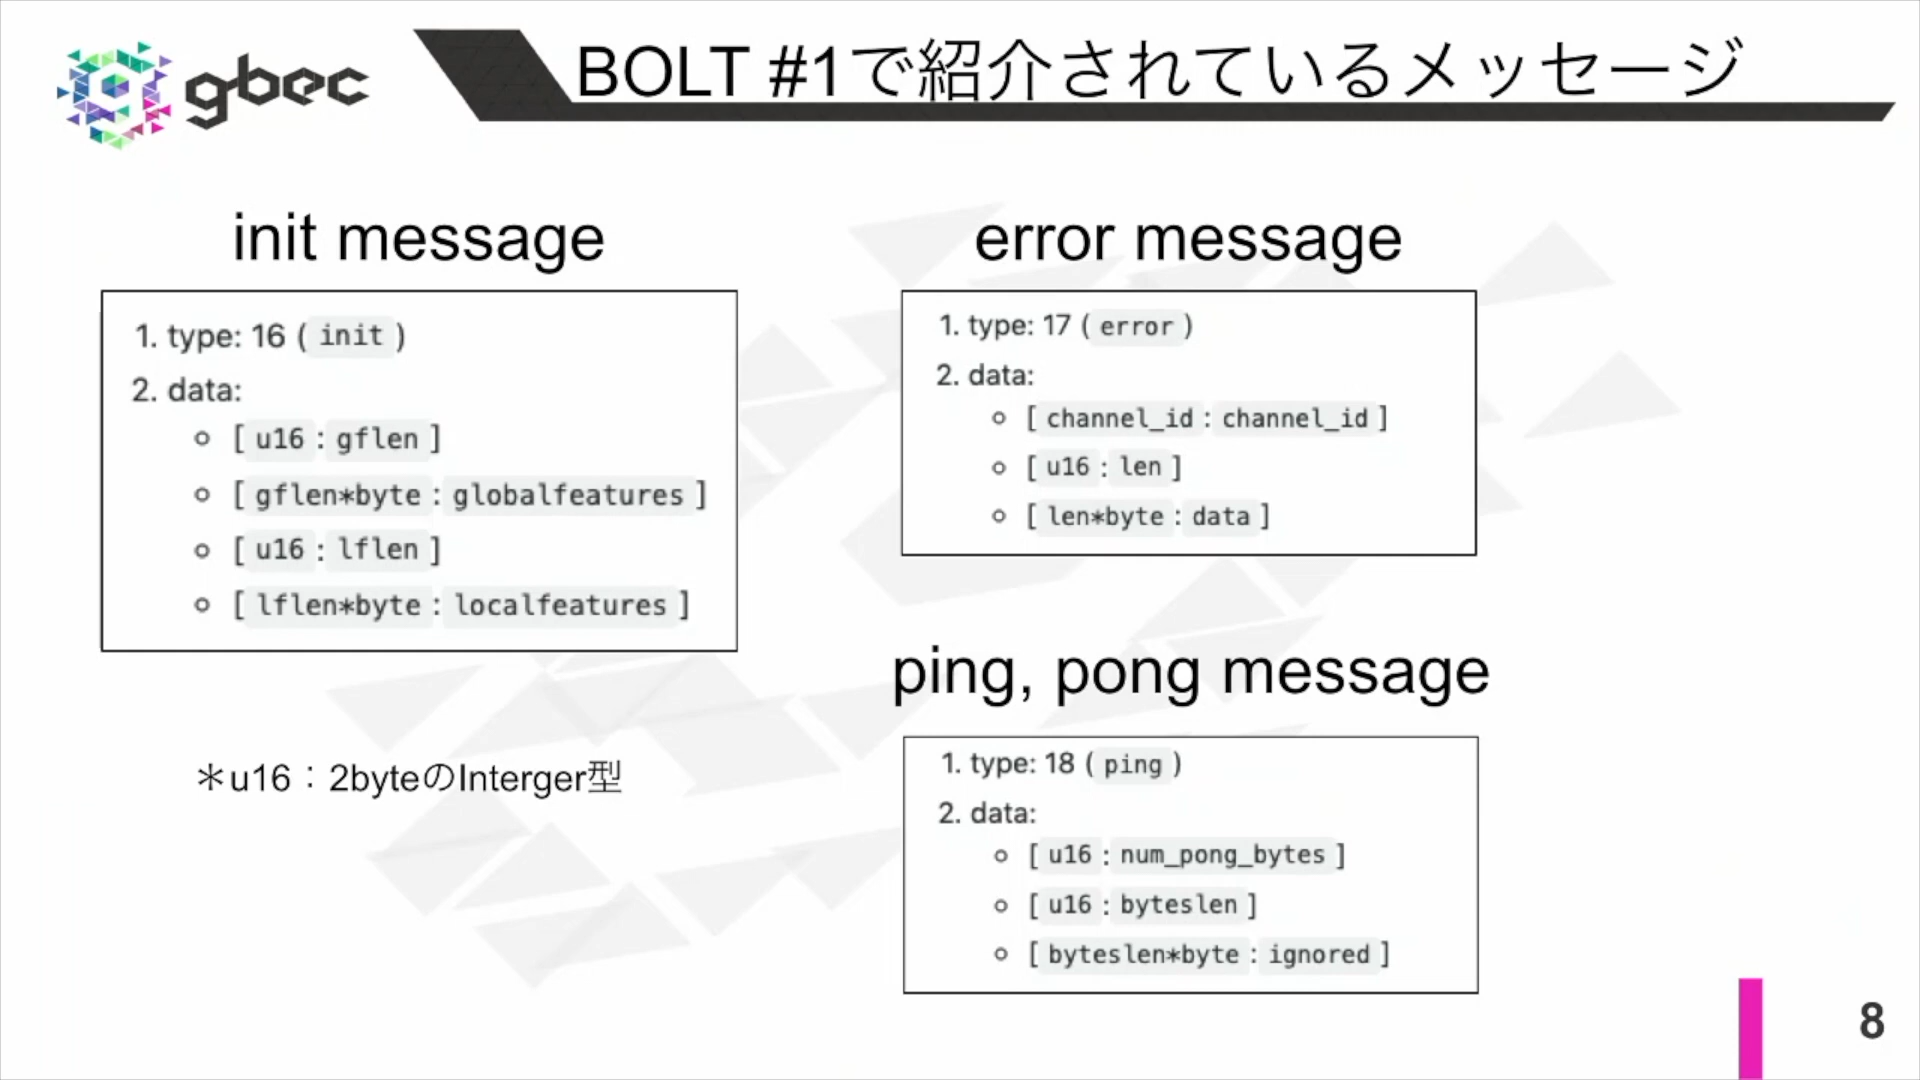 gbec
BOLT #1で紹介されているメッセージ
init message
1. type: 16 ( init )
2. data:
[ u16 : gflen ]
[ gflen*byte : globalfeatures ]
[ u16 : lflen ]
[ lflen*byte : localfeatures ]
＊u16：2byteのInterger型
error message
1. type: 17 ( error )
2. data:
[ channel_id : channel_id ]
[ u16 : len ]
[ len*byte : data ]
ping, pong message
1. type: 18 ( ping )
2. data:
[ u16 : num_pong_bytes ]
[ u16 : byteslen ]
[ byteslen*byte : ignored ]
8